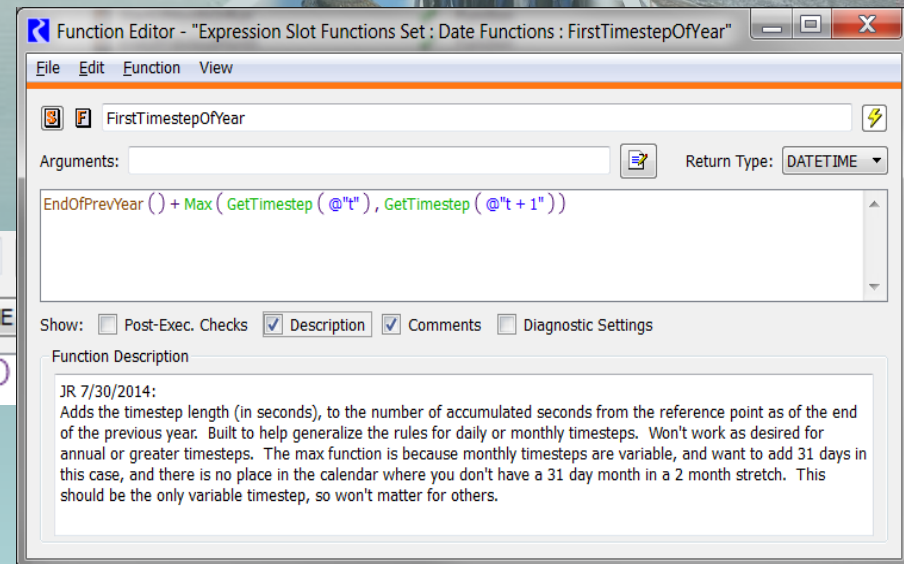 Function Editor - "Expression Slot Functions Set : Date Functions : FirstTimestepOfYear"
File Edit Function View
FirstTimestepOfYear
Arguments: Return Type: DATETIME
EndOfPrevYear () + Max ( GetTimestep ( @"t" ) , GetTimestep ( @"t + 1" ) )
E
)
Show: Post-Exec. Checks Description Comments Diagnostic Settings
Function Description
JR 7/30/2014:
Adds the timestep length (in seconds), to the number of accumulated seconds from the reference point as of the end
of the previous year. Built to help generalize the rules for daily or monthly timesteps. Won't work as desired for
annual or greater timesteps. The max function is because monthly timesteps are variable, and want to add 31 days in
this case, and there is no place in the calendar where you don't have a 31 day month in a 2 month stretch. This
should be the only variable timestep, so won't matter for others.